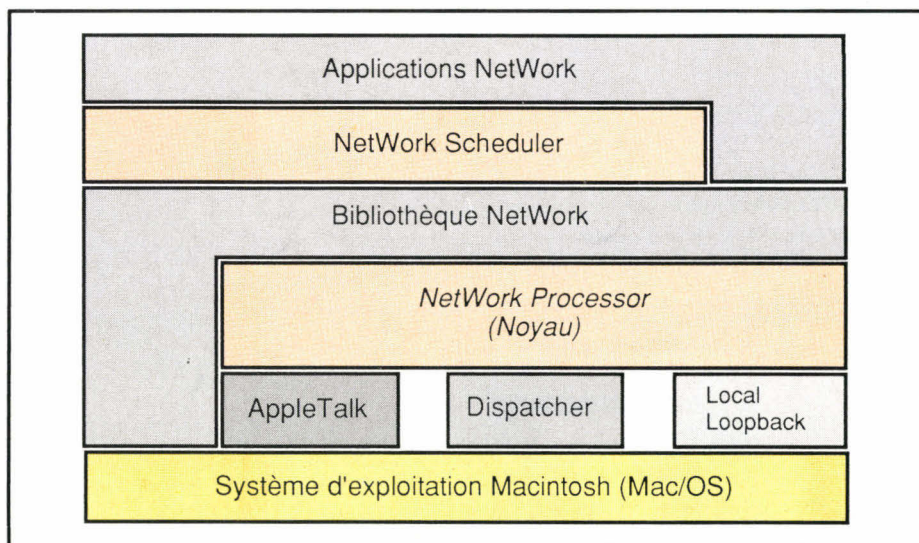 Applications NetWork
NetWork Scheduler
Bibliothèque NetWork
NetWork Processor
(Noyau)
AppleTalk
Dispatcher
Local
Loopback
Système d'exploitation Macintosh (Mac/OS)